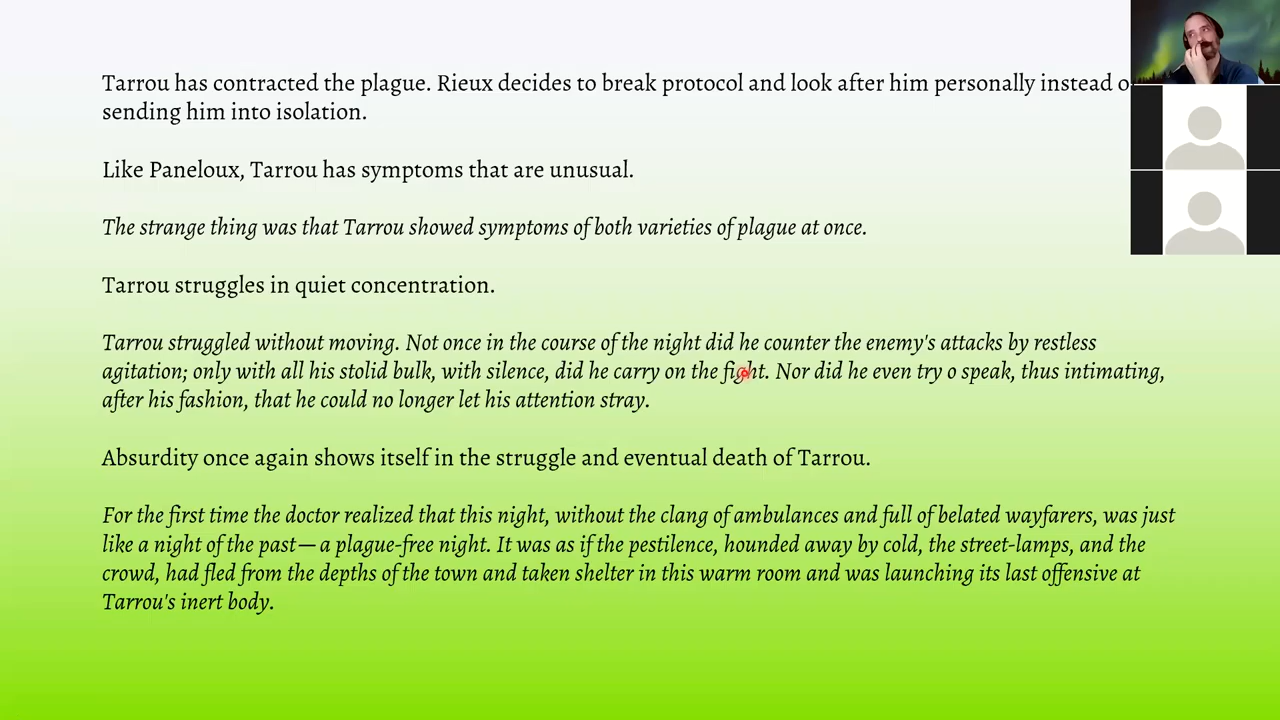 Tarrou has contracted the plague. Rieux decides to break protocol and look after him personally instead
sending him into isolation.
Like Paneloux, Tarrou has symptoms that are unusual.
The strange thing was that Tarrou showed symptoms of both varieties of plague at once.
Tarrou struggles in quiet concentration.
Tarrou struggled without moving. Not once in the course of the night did he counter the enemy's attacks by restless
agitation; only with all his stolid bulk, with silence, did he carry on the fight. Nor did he even try o speak, thus intimating,
after his fashion, that he could no longer let his attention stray.
Absurdity once again shows itself in the struggle and eventual death of Tarrou.
For the first time the doctor realized that this night, without the clang of ambulances and full of belated wayfarers, was just
like a night of the past—a plague-free night. It was as if the pestilence, hounded away by cold, the street-lamps, and the
crowd, had fled from the depths of the town and taken shelter in this warm room and was launching its last offensive at
Tarrou's inert body.